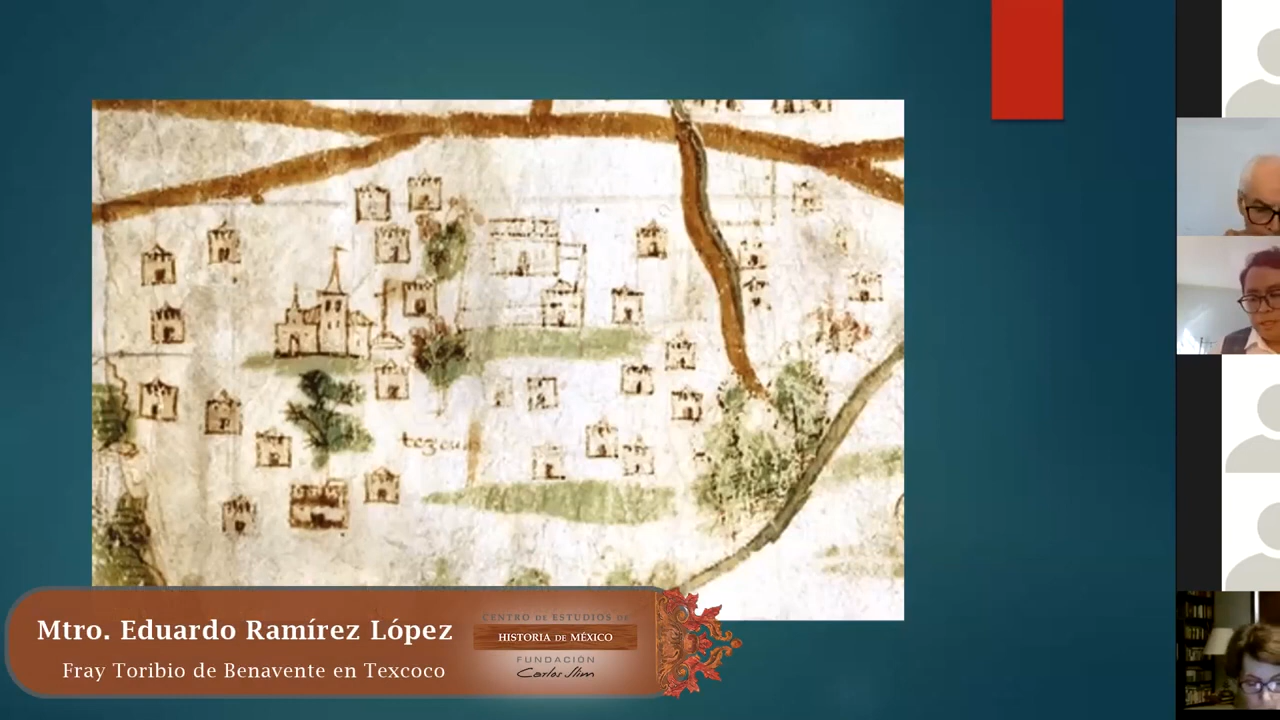 tezcu
Mtro. Eduardo Ramírez López
Fray Toribio de Benavente en Texcoco
CENTRO DE ESTUDIOS DE
HISTORIA DE MÉXICO
FUNDACIÓN
Carlos Slim